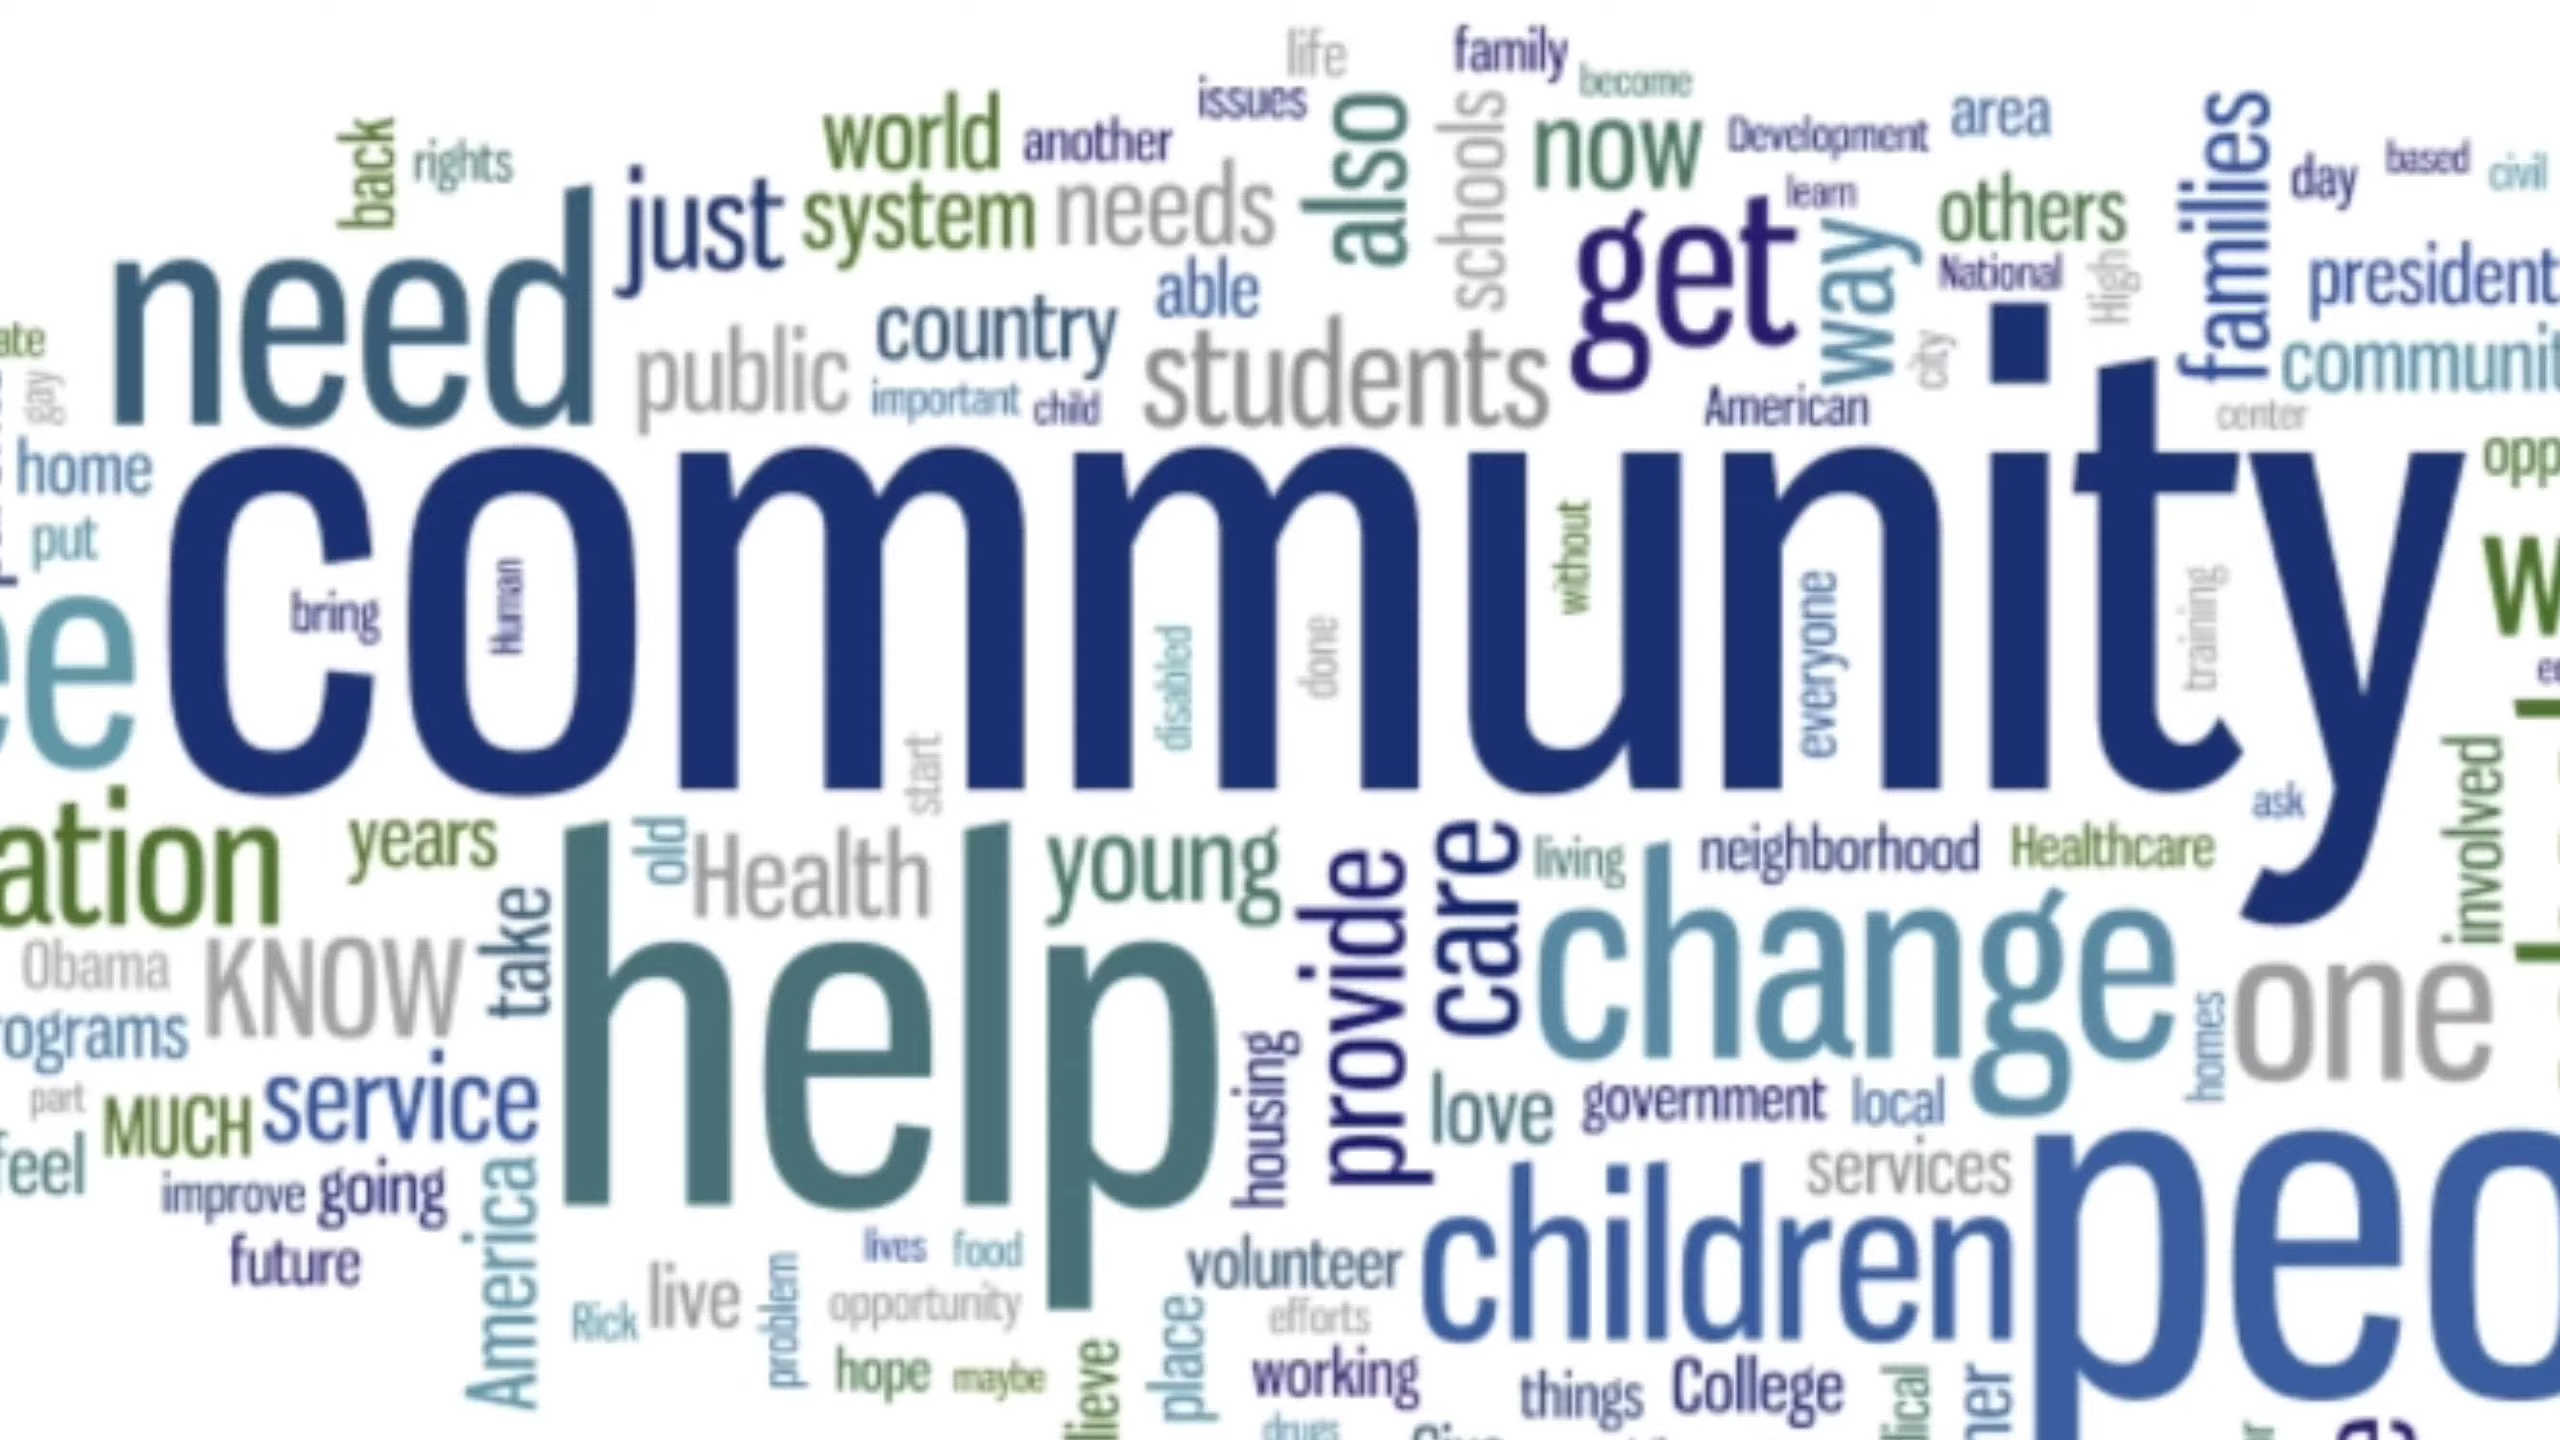 life
family
become
issues
back
rights
world
another
also
schools
now
Development
area
families
day
based
civil
need
just
system
needs
learn
get
way
others
National
High
president
able
country
public
important
child
students
city
American
center
gay
home
put
community
bring
Human
disabled
done
start
without
everyone
training
ask
involved
years
old
Health
young
provide
care
living
neighborhood
Healthcare
take
help
change
Obama
KNOW
one
homes
housing
love
government
local
part
MUCH
service
feel
improve
going
America
services
children
future
lives
food
volunteer
Rick
live
problem
opportunity
efforts
place
hope
maybe
working
things
College
drugs